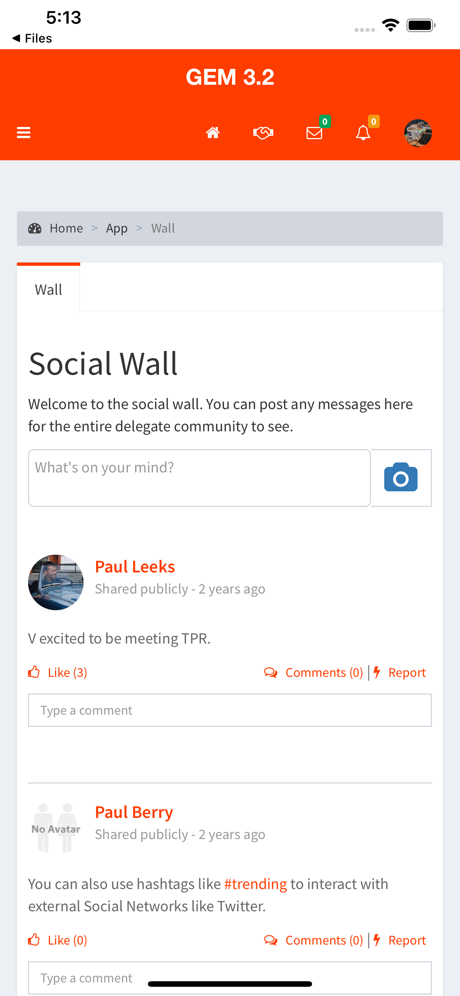 5:13
◀ Files
GEM 3.2
0
0
Home > App > Wall
Wall
Social Wall
Welcome to the social wall. You can post any messages here
for the entire delegate community to see.
What's on your mind?
Paul Leeks
Shared publicly - 2 years ago
V excited to be meeting TPR.
Like (3)
Comments (0) | Report
Type a comment
No Avatar
Paul Berry
Shared publicly - 2 years ago
You can also use hashtags like #trending to interact with
external Social Networks like Twitter.
Like (0)
Comments (0) | Report
Type a comment